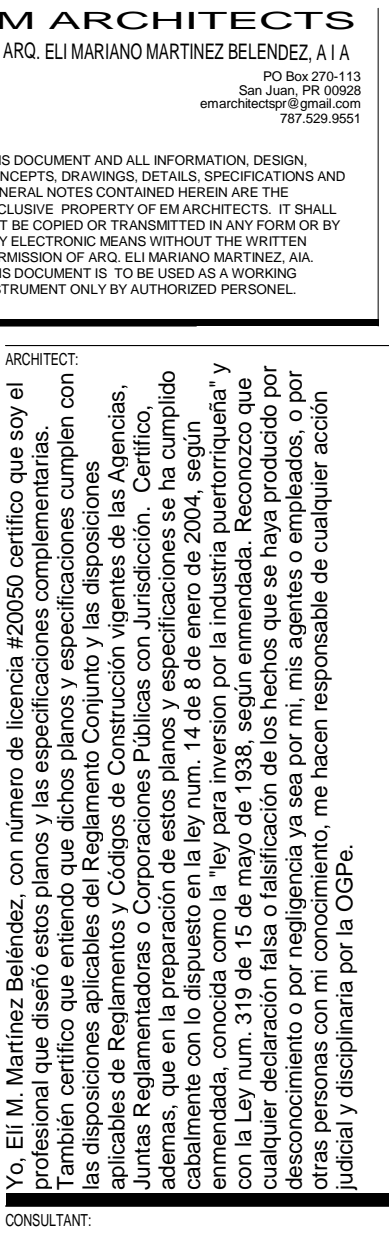 M ARCHITECTS
ARQ. ELI MARIANO MARTINEZ BELENDEZ, A I A
PO Box 270-113
San Juan, PR 00928
emarchitectspr@gmail.com
787.529.9551
IS DOCUMENT AND ALL INFORMATION, DESIGN,
NCEPTS, DRAWINGS, DETAILS, SPECIFICATIONS AND
NERAL NOTES CONTAINED HEREIN ARE THE
CLUSIVE PROPERTY OF EM ARCHITECTS. IT SHALL
T BE COPIED OR TRANSMITTED IN ANY FORM OR BY
Y ELECTRONIC MEANS WITHOUT THE WRITTEN
RMISSION OF ARQ. ELI MARIANO MARTINEZ, AIA.
IS DOCUMENT IS TO BE USED AS A WORKING
STRUMENT ONLY BY AUTHORIZED PERSONEL.
ARCHITECT:
Yo, Elí M. Martínez Beléndez, con número de licencia #20050 certifico que soy el
profesional que diseñó estos planos y las especificaciones complementarias.
También certifico que entiendo que dichos planos y especificaciones cumplen con
las disposiciones aplicables del Reglamento Conjunto y las disposiciones
aplicables de Reglamentos y Códigos de Construcción vigentes de las Agencias,
Juntas Reglamentadoras o Corporaciones Públicas con Jurisdicción. Certifico,
ademas, que en la preparación de estos planos y especificaciones se ha cumplido
cabalmente con lo dispuesto en la ley num. 14 de 8 de enero de 2004, según
enmendada, conocida como la "ley para inversion por la industria puertorriqueña" y
con la Ley num. 319 de 15 de mayo de 1938, según enmendada. Reconozco que
cualquier declaración falsa o falsificación de los hechos que se haya producido por
desconocimiento o por negligencia ya sea por mi, mis agentes o empleados, o por
otras personas con mi conocimiento, me hacen responsable de cualquier acción
judicial y disciplinaria por la OGPe.
CONSULTANT: